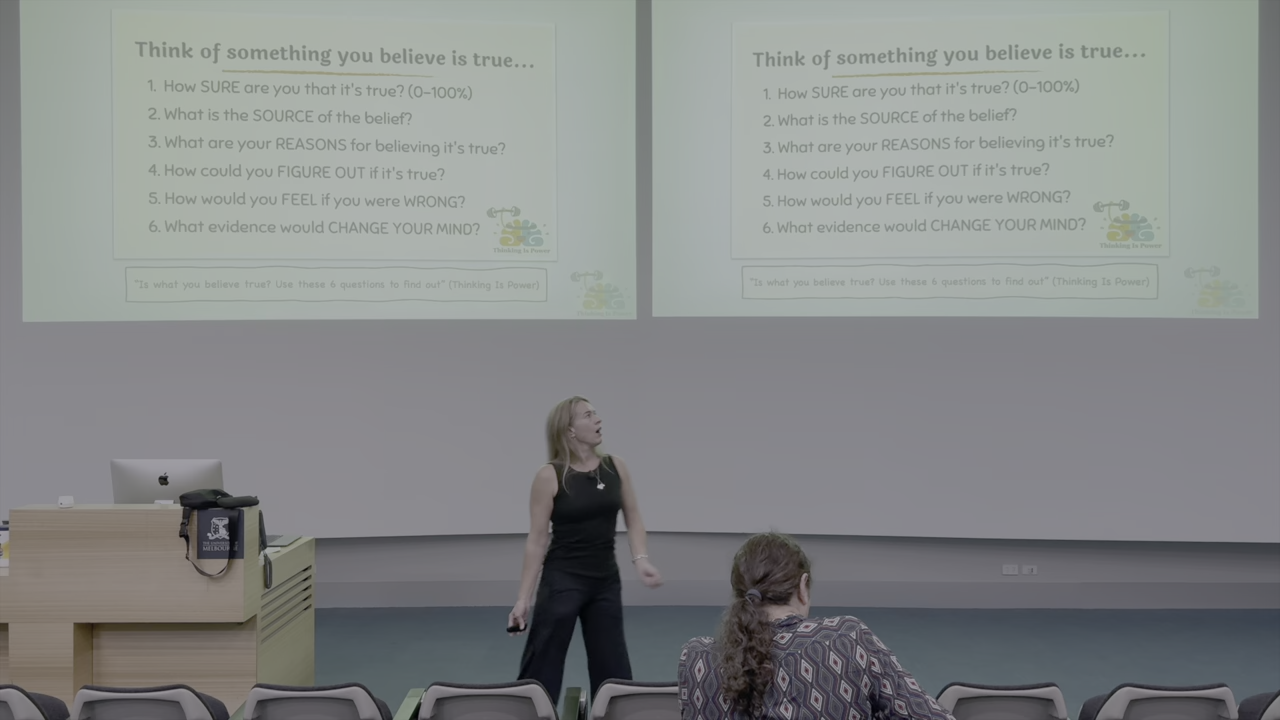 Think of something you believe is true...
1. How SURE are you that it's true? (0-100%)
2. What is the SOURCE of the belief?
3. What are your REASONS for believing it's true?
4. How could you FIGURE OUT if it's true?
5. How would you FEEL if you were WRONG?
6. What evidence would CHANGE YOUR MIND?
Thinking Is Power
"Is what you believe true? Use these 6 questions to find out" (Thinking Is Power)
Thinking Is Power
Think of something you believe is true...
1. How SURE are you that it's true? (0-100%)
2. What is the SOURCE of the belief?
3. What are your REASONS for believing it's true?
4. How could you FIGURE OUT if it's true?
5. How would you FEEL if you were WRONG?
6. What evidence would CHANGE YOUR MIND?
Thinking Is Power
"Is what you believe true? Use these 6 questions to find out" (Thinking Is Power)
Thinking Is Power
MELBOURNE